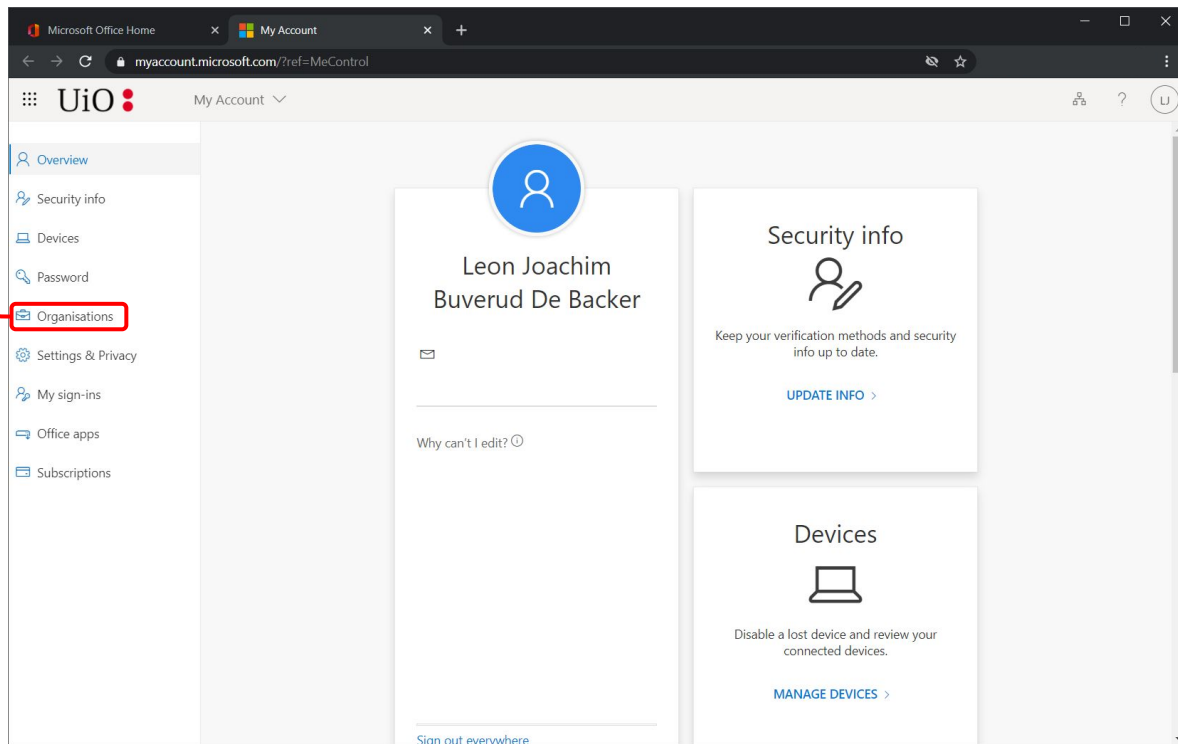 Microsoft Office Home
My Account
myaccount.microsoft.com/?ref=MeControl
UiO
My Account
?
LJ
Overview
Security info
Devices
Password
Organisations
Settings & Privacy
My sign-ins
Office apps
Subscriptions
Leon Joachim
Buverud De Backer
Why can't I edit?
Sign out everywhere
Security info
Keep your verification methods and security
info up to date.
UPDATE INFO >
Devices
Disable a lost device and review your
connected devices.
MANAGE DEVICES >